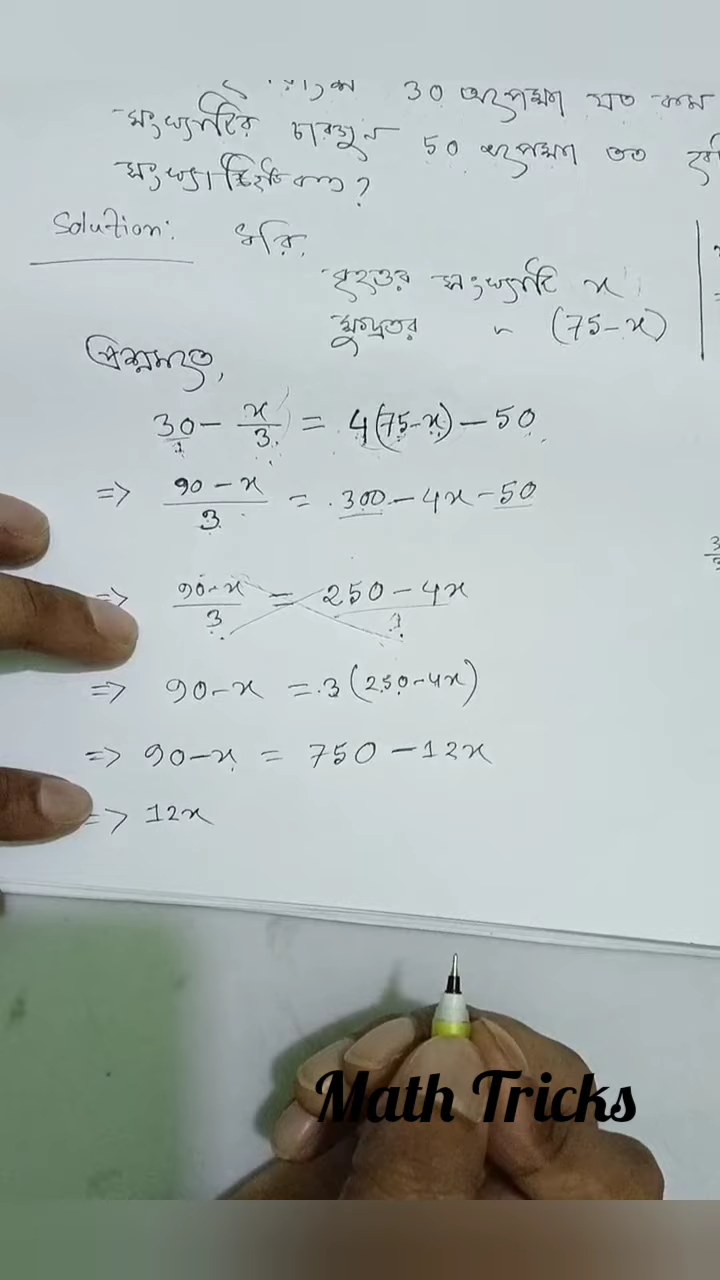 30 অপেক্ষা যত কম
সংখ্যাটির চারগুন 50 অপেক্ষা তত
সংখ্যা
Solution: ধরি,
বৃহত্তর সংখ্যাটি x
ক্ষুদ্রতর " (75-x)
প্রশ্নমতে,
30 - x/3 = 4(75-x) - 50
=> 90-x/3 = 300 - 4x - 50
=> 90-x/3 = 250-4x/1
=> 90-x = 3(250-4x)
=> 90-x = 750-12x
=> 12x
Math Tricks